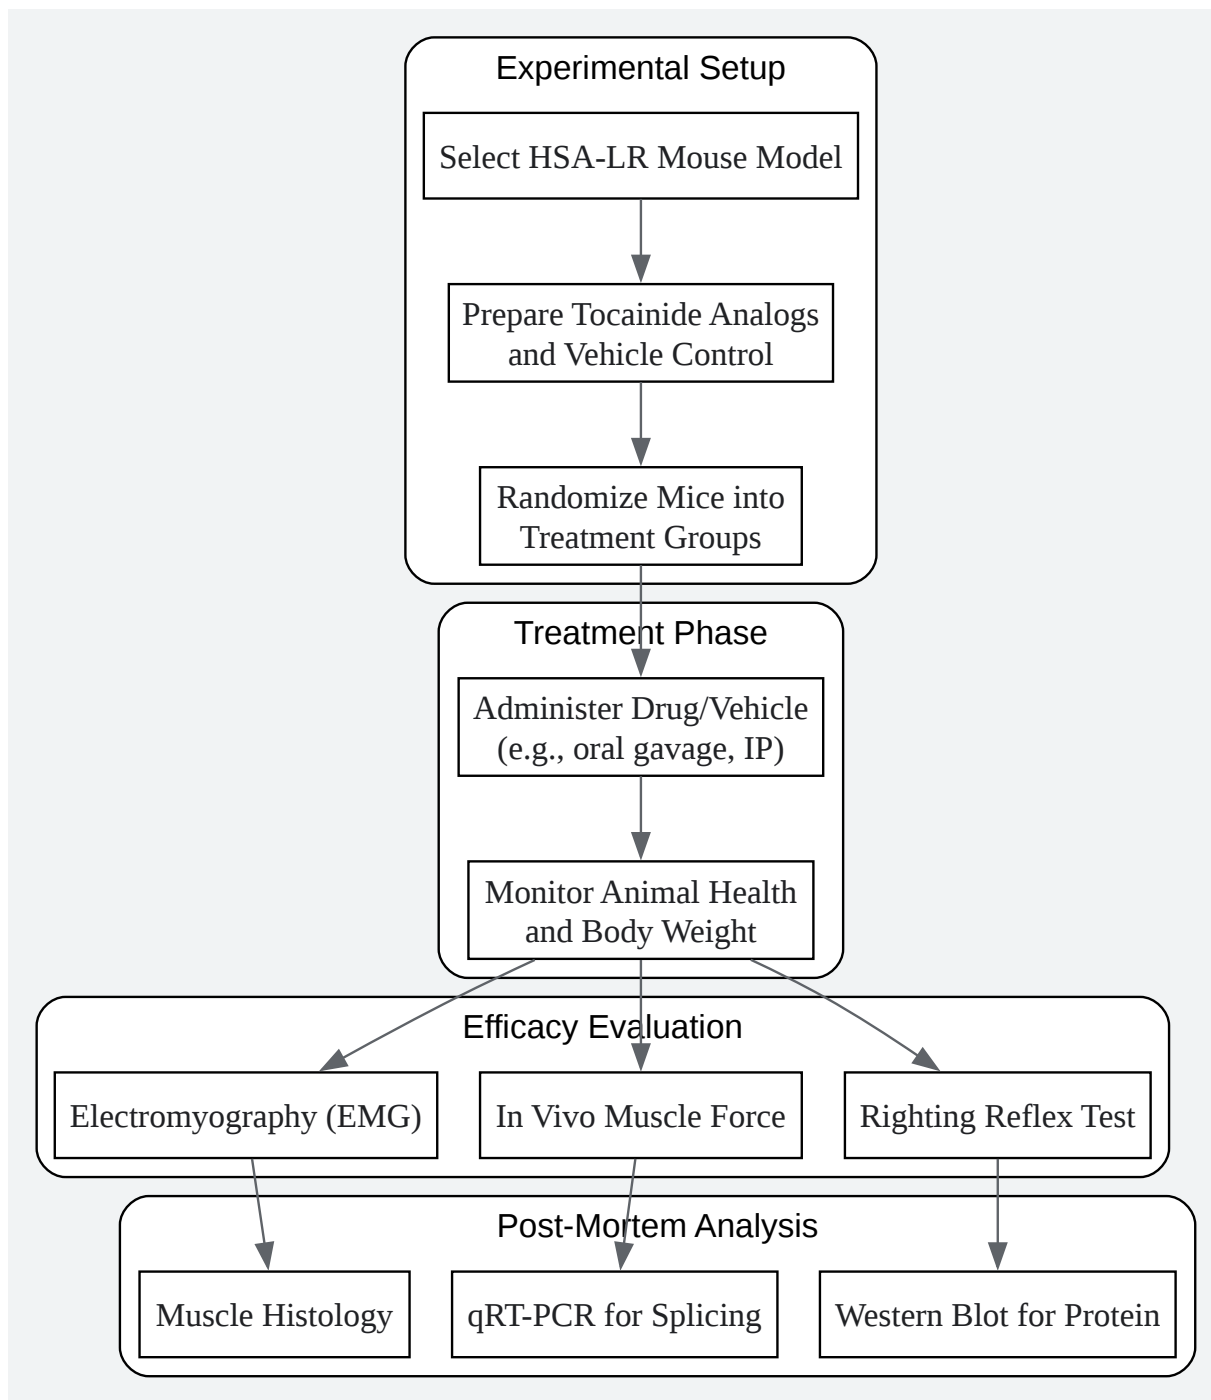 Experimental Setup
Select HSA-LR Mouse Model
Prepare Tocainide Analogs
and Vehicle Control
Randomize Mice into
Treatment Groups
Treatment Phase
Administer Drug/Vehicle
(e.g., oral gavage, IP)
Monitor Animal Health
and Body Weight
Efficacy Evaluation
Electromyography (EMG)
In Vivo Muscle Force
Righting Reflex Test
Post-Mortem Analysis
Muscle Histology
qRT-PCR for Splicing
Western Blot for Protein